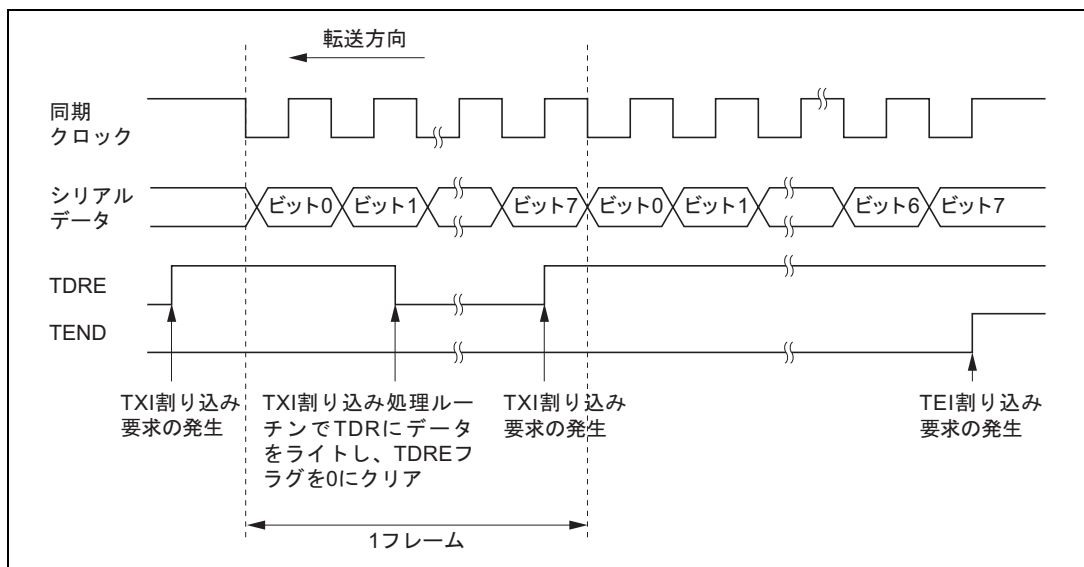 転送方向
同期
クロック
シリアル
データ
ビット0
ビット1
ビット7
ビット0
ビット1
ビット6
ビット7
TDRE
TEND
TXI割り込み
要求の発生
TXI割り込み処理ルー
チンでTDRにデータ
をライトし、TDREフ
ラグを0にクリア
TXI割り込み
要求の発生
TEI割り込み
要求の発生
1フレーム